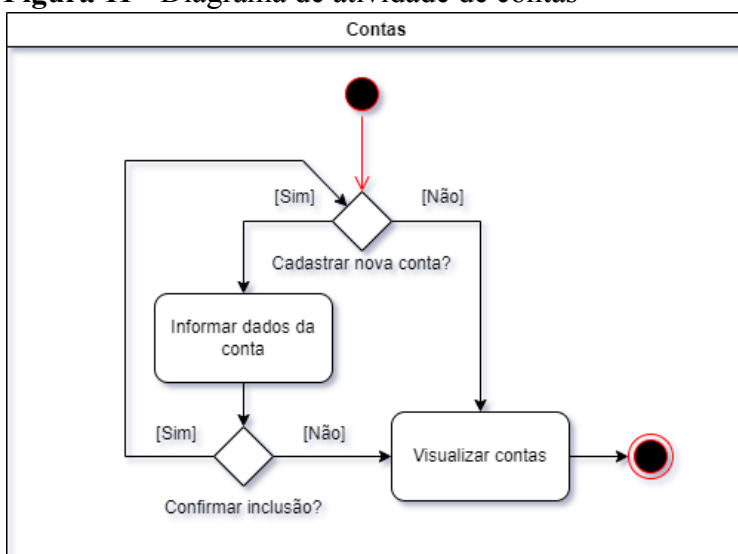 Figura 11 - Diagrama de atividade de contas
Contas
[Sim]
[Não]
Cadastrar nova conta?
Informar dados da
conta
[Sim]
[Não]
Visualizar contas
Confirmar inclusão?